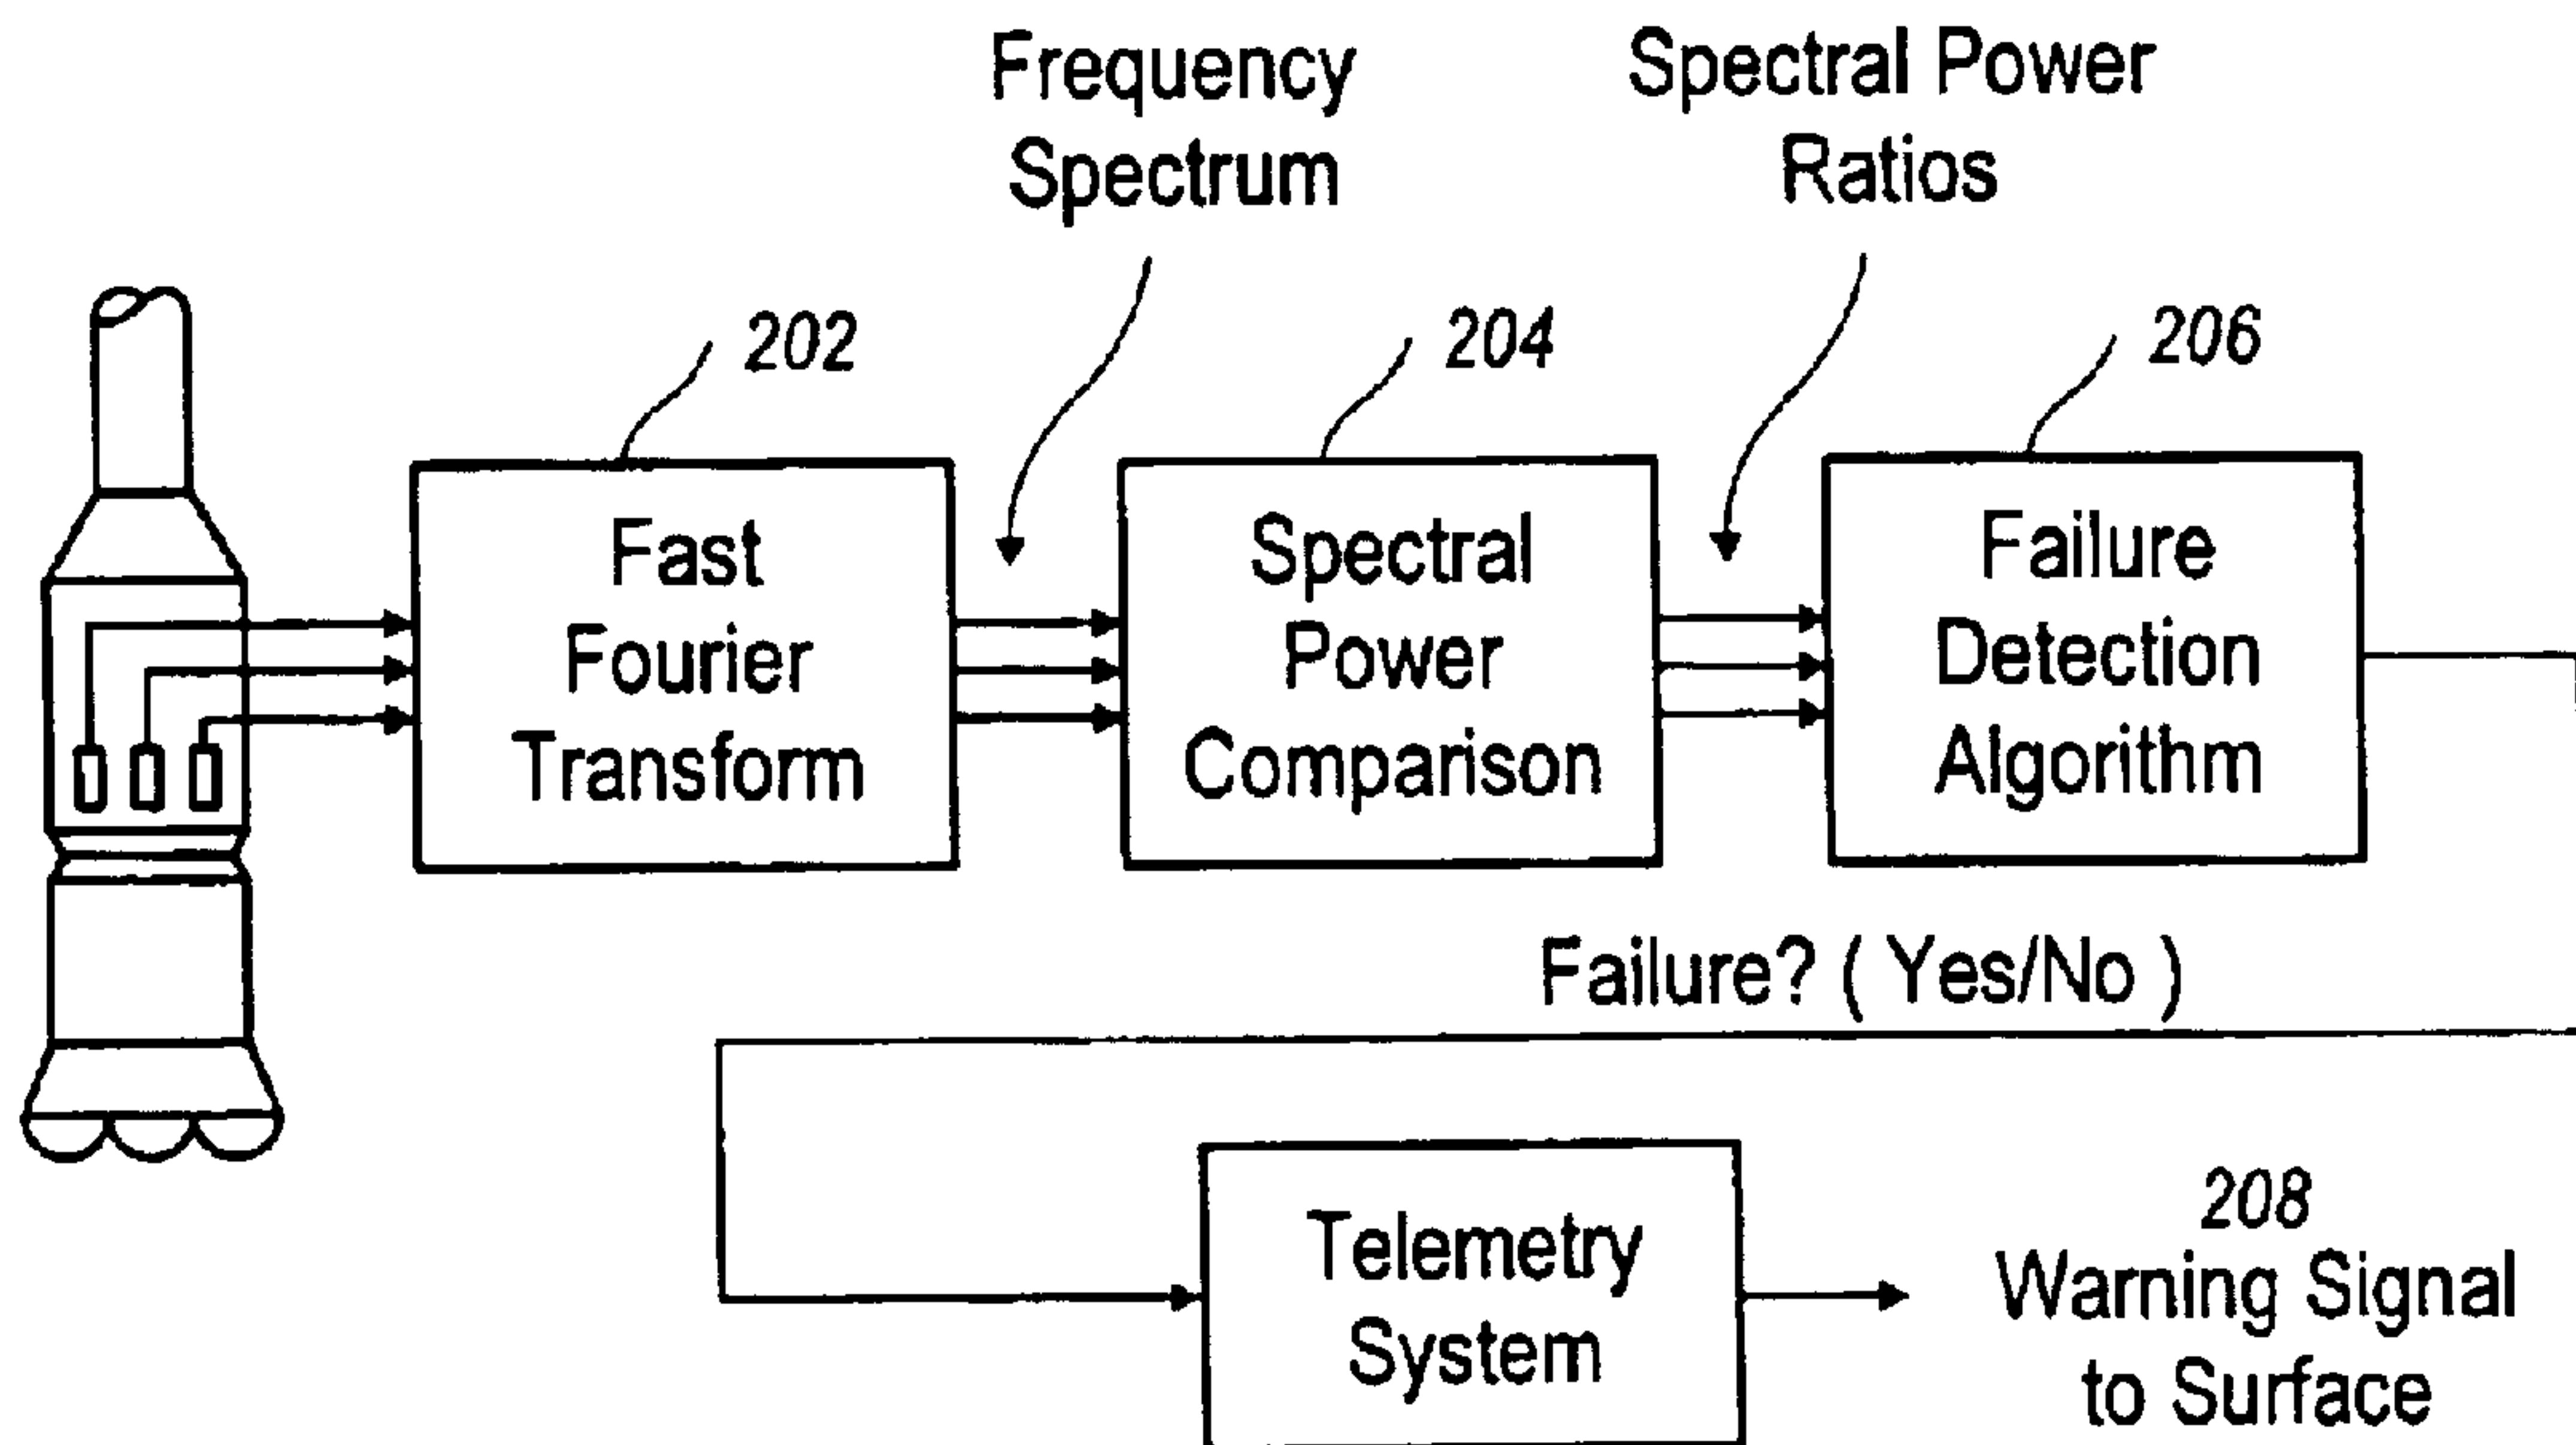 Frequency
Spectrum
Spectral Power
Ratios
202
204
206
Fast
Fourier
Transform
Spectral
Power
Comparison
Failure
Detection
Algorithm
Failure? ( Yes/No )
Telemetry
System
208
Warning Signal
to Surface